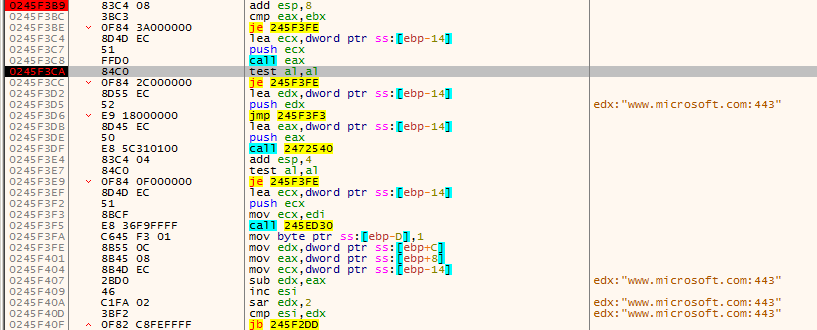 0245F3B9 83C4 08 add esp,8
0245F3BC 3BC3 cmp eax,ebx
0245F3BE 0F84 3A000000 je 245F3FE
0245F3C4 8D4D EC lea ecx,dword ptr ss:[ebp-14]
0245F3C7 51 push ecx
0245F3C8 FFD0 call eax
0245F3CA 84C0 test al,al
0245F3CC 0F84 2C000000 je 245F3FE
0245F3D2 8D55 EC lea edx,dword ptr ss:[ebp-14]
0245F3D5 52 push edx edx:"www.microsoft.com:443"
0245F3D6 E9 18000000 jmp 245F3F3
0245F3DB 8D45 EC lea eax,dword ptr ss:[ebp-14]
0245F3DE 50 push eax
0245F3DF E8 5C310100 call 2472540
0245F3E4 83C4 04 add esp,4
0245F3E7 84C0 test al,al
0245F3E9 0F84 0F000000 je 245F3FE
0245F3EF 8D4D EC lea ecx,dword ptr ss:[ebp-14]
0245F3F2 51 push ecx
0245F3F3 8BCF mov ecx,edi
0245F3F5 E8 36F9FFFF call 245ED30
0245F3FA C645 F3 01 mov byte ptr ss:[ebp-D],1
0245F3FE 8B55 0C mov edx,dword ptr ss:[ebp+C]
0245F401 8B45 08 mov eax,dword ptr ss:[ebp+8]
0245F404 8B4D EC mov ecx,dword ptr ss:[ebp-14]
0245F407 2BD0 sub edx,eax edx:"www.microsoft.com:443"
0245F409 46 inc esi
0245F40A C1FA 02 sar edx,2 edx:"www.microsoft.com:443"
0245F40D 3BF2 cmp esi,edx edx:"www.microsoft.com:443"
0245F40F 0F82 C8FEFFFF jb 245F2DD